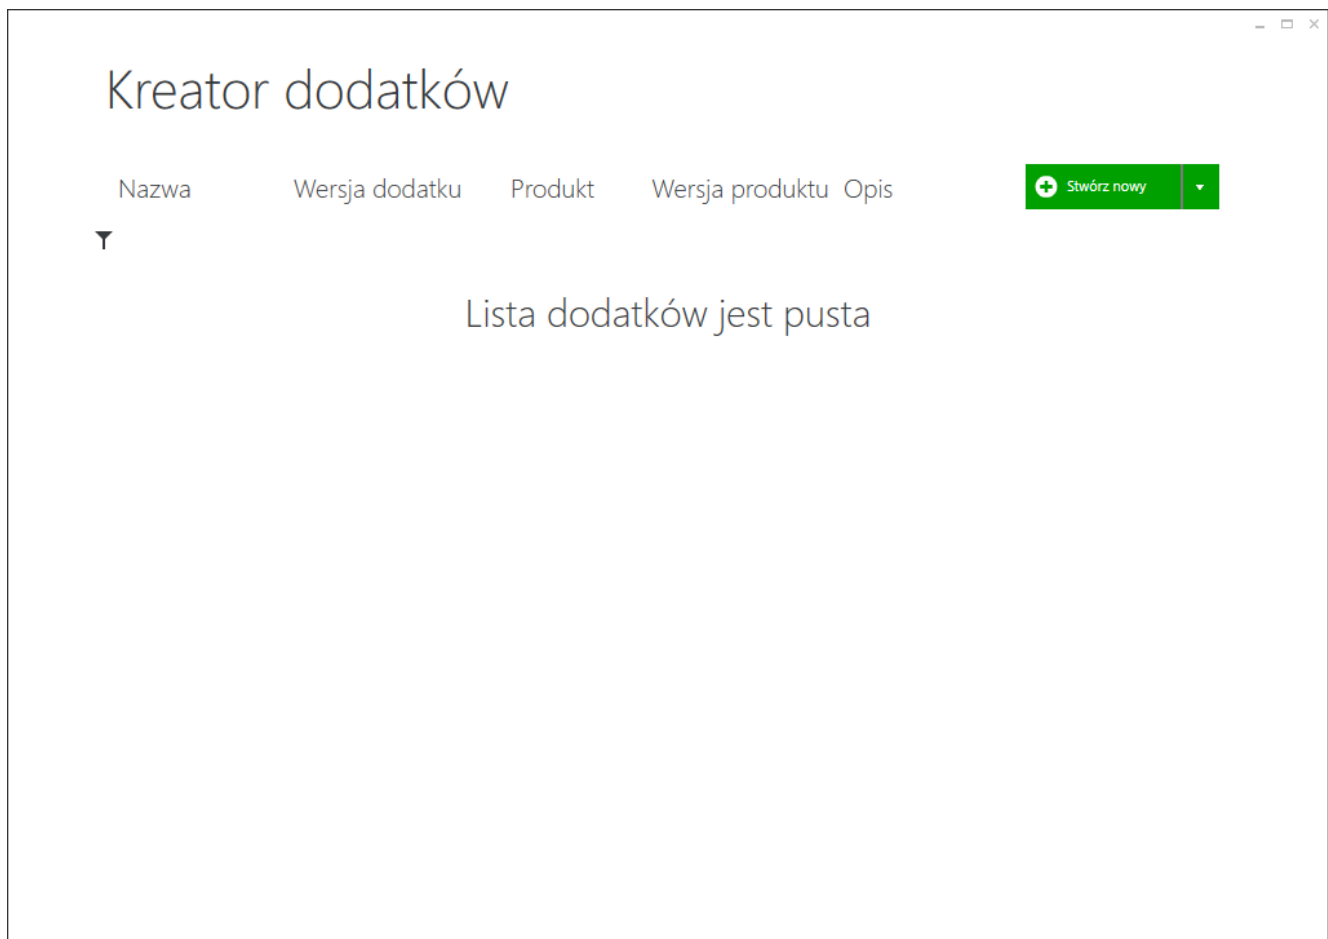 Kreator dodatków
Nazwa Wersja dodatku Produkt Wersja produktu Opis Stwórz nowy
Lista dodatków jest pusta